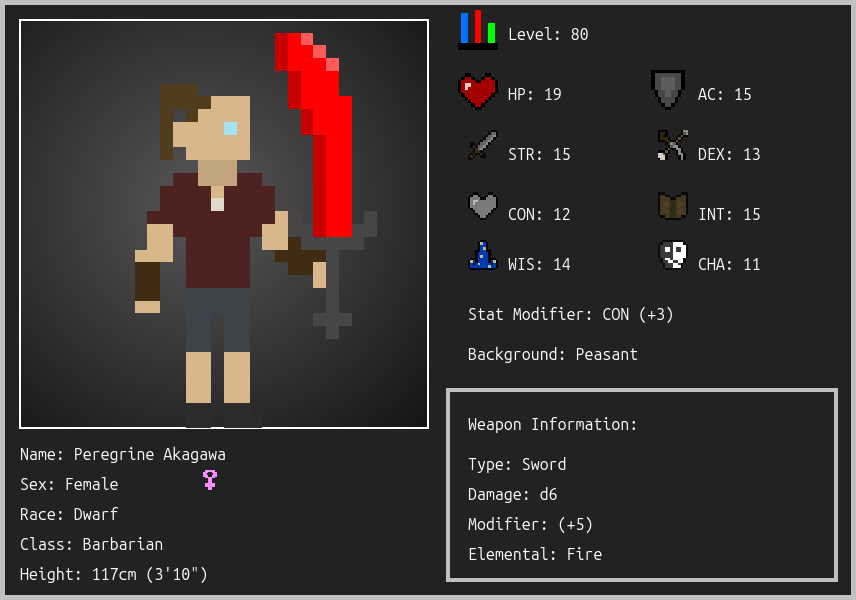 Level: 80
HP: 19
AC: 15
STR: 15
DEX: 13
CON: 12
INT: 15
WIS: 14
CHA: 11
Stat Modifier: CON (+3)
Background: Peasant
Weapon Information:
Type: Sword
Damage: d6
Modifier: (+5)
Elemental: Fire
Name: Peregrine Akagawa
Sex: Female
Race: Dwarf
Class: Barbarian
Height: 117cm (3'10")